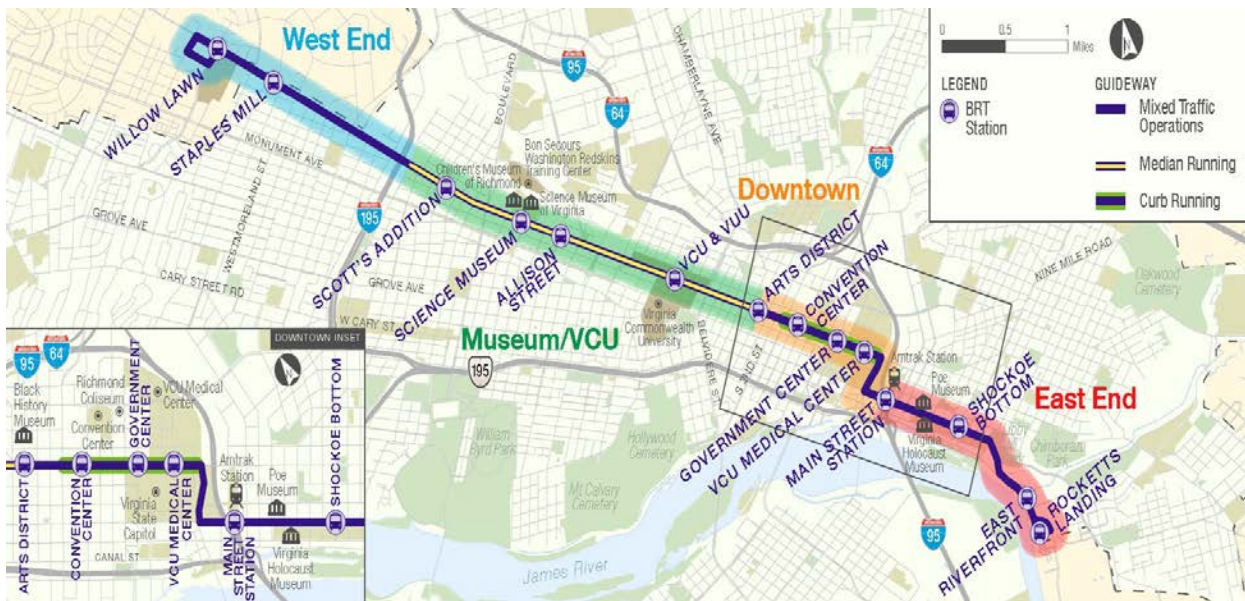 West End
WILLOW LAWN
STAPLES MILL
MONUMENT AVE
GROVE AVE
WESTMORELAND ST
CARY STREET RD
195
SCOTT'S ADDITION
BOULEVARD
95
64
CHAMBERLAYNE AVE
Bon Secours
Washington Redskins
Training Center
Children's Museum
of Richmond
Science Museum
of Virginia
SCIENCE MUSEUM
ALLISON
STREET
GROVE AVE
W CARY ST
Museum/VCU
VCU & VUU
Virginia
Commonwealth
University
BELVIDERE ST
S 2ND ST
195
Downtown
64
ARTS DISTRICT
CONVENTION
CENTER
GOVERNMENT CENTER
VCU MEDICAL CENTER
MAIN STREET
STATION
Amtrak Station
Poe
Museum
Virginia
Holocaust
Museum
SHOCKOE
BOTTOM
East End
NINE MILE ROAD
Oakwood
Cemetery
Chimborazo
Park
EAST
RIVERFRONT
ROCKETTS
LANDING
95
William
Byrd Park
Hollywood
Cemetery
Mt Calvary
Cemetery
James River
0 0.5 1
Miles
N
LEGEND
BRT
Station
GUIDEWAY
Mixed Traffic
Operations
Median Running
Curb Running
DOWNTOWN INSET
95
64
Black
History
Museum
Richmond
Coliseum
Convention
Center
GOVERNMENT
CENTER
VCU Medical
Center
Virginia
State
Capitol
CANAL ST
ARTS DISTRICT
CONVENTION
CENTER
VCU MEDICAL
CENTER
Amtrak
Station
MAIN
STREET
STATION
Poe
Museum
Virginia
Holocaust
Museum
SHOCKOE BOTTOM